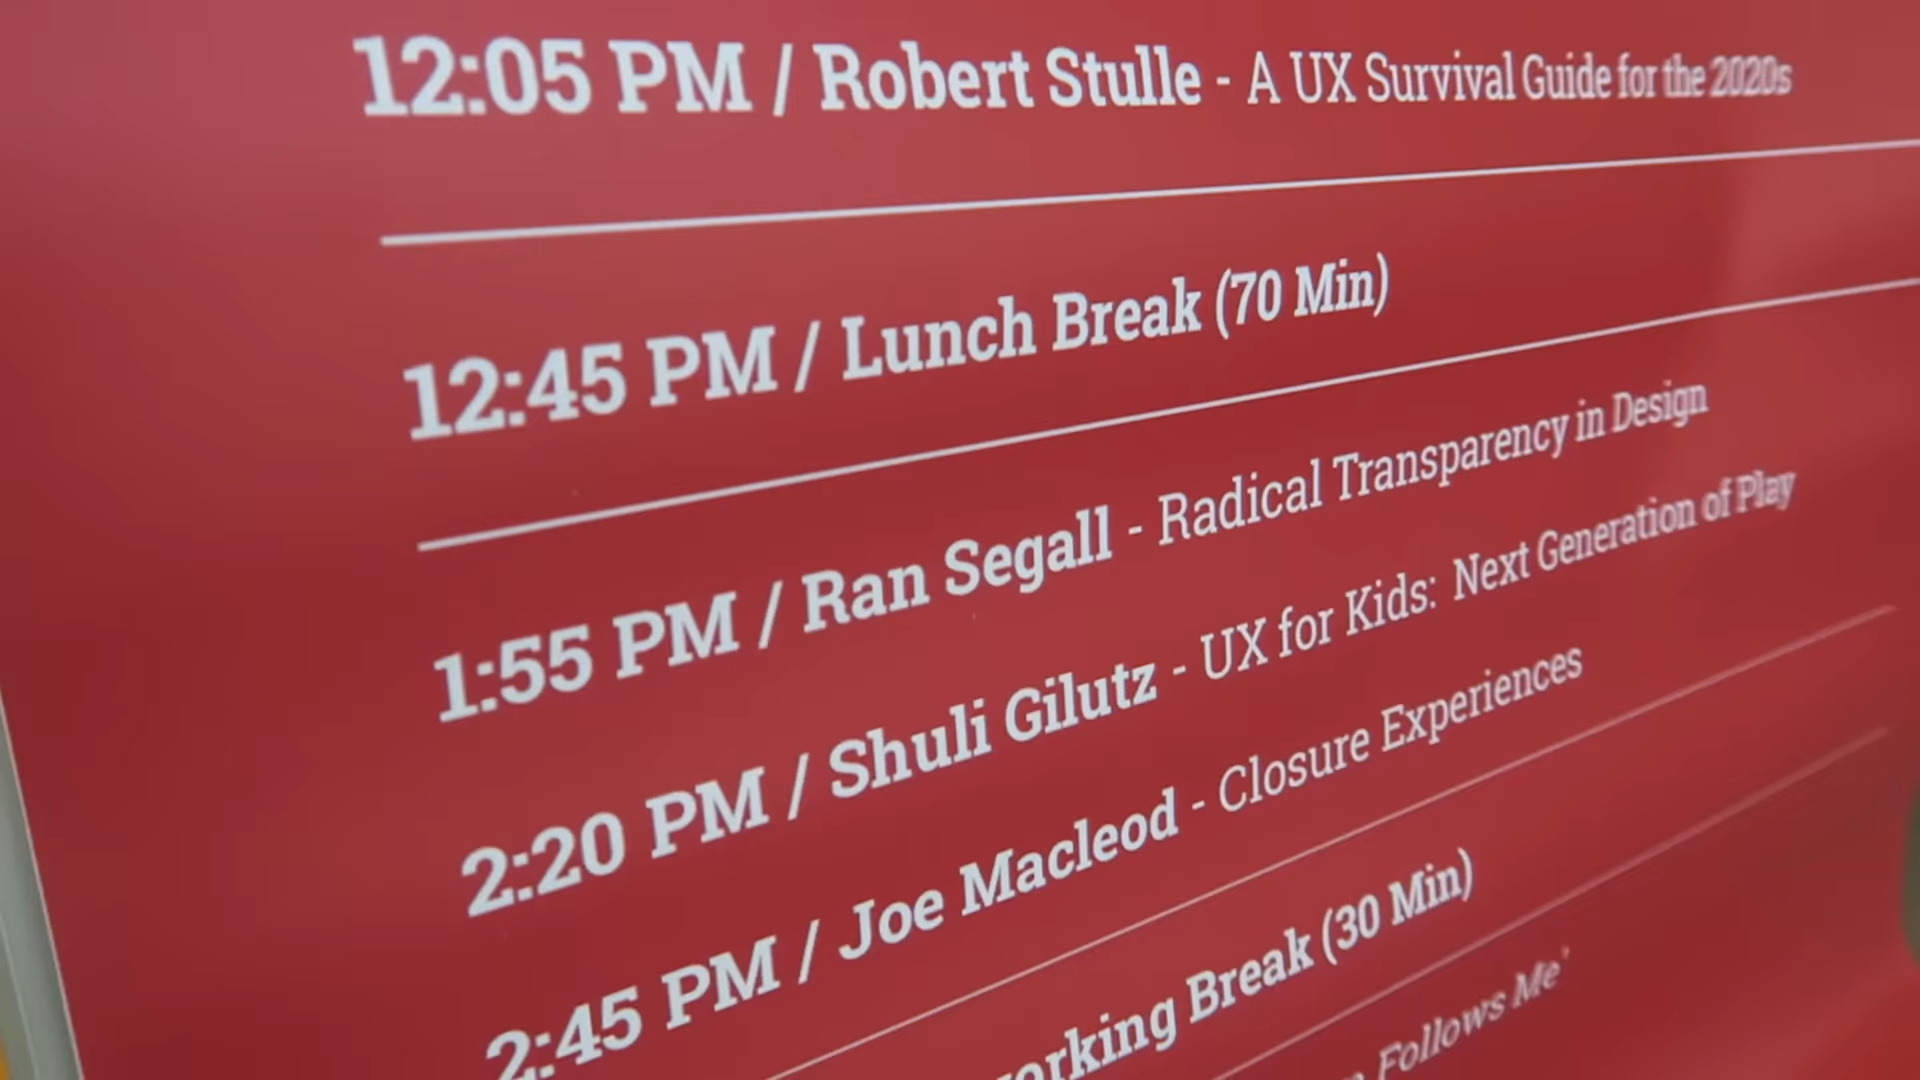 12:05 PM / Robert Stulle - A UX Survival Guide for the 2020s
12:45 PM / Lunch Break (70 Min)
1:55 PM / Ran Segall - Radical Transparency in Design
2:20 PM / Shuli Gilutz - UX for Kids: Next Generation of Play
2:45 PM / Joe Macleod - Closure Experiences
Break (30 Min)
Follows Me'